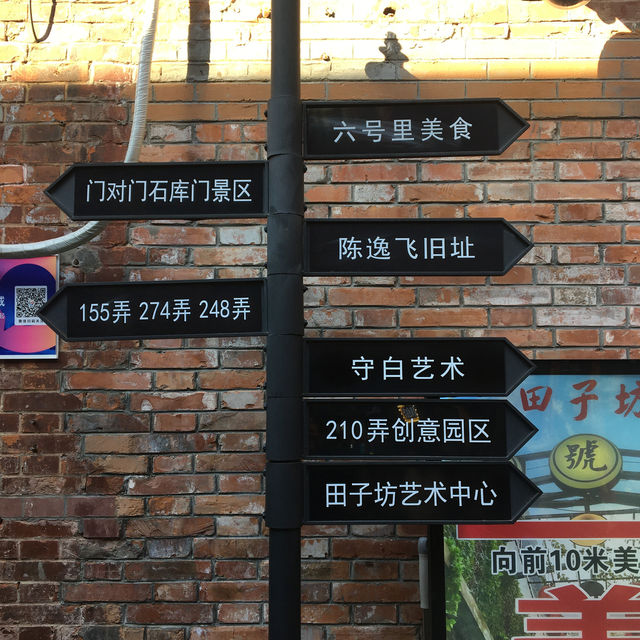 六号里美食
门对门石库门景区
陈逸飞旧址
155弄 274弄 248弄
守白艺术
210弄创意园区
田子坊艺术中心
田子坊
號
向前10米美
美